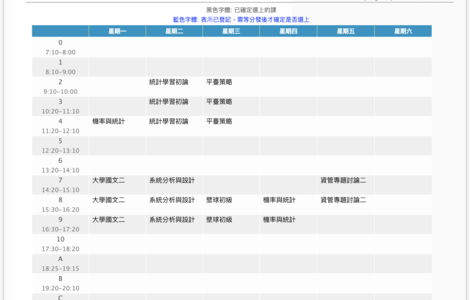 黑色字體: 已確定選上的課
藍色字體: 表示已登記，需等分發後才確定是否選上
星期一 星期二 星期三 星期四 星期五 星期六
0
7:10~8:00
1
8:10~9:00
2 統計學習初論 平臺策略
9:10~10:00
3 統計學習初論 平臺策略
10:20~11:10
4 機率與統計 統計學習初論 平臺策略
11:20~12:10
5
12:20~13:10
6
13:20~14:10
7 大學國文二 系統分析與設計 資管專題討論二
14:20~15:10
8 大學國文二 系統分析與設計 壁球初級 機率與統計 資管專題討論二
15:30~16:20
9 大學國文二 系統分析與設計 壁球初級 機率與統計
16:30~17:20
10
17:30~18:20
A
18:25~19:15
B
19:20~20:10
C